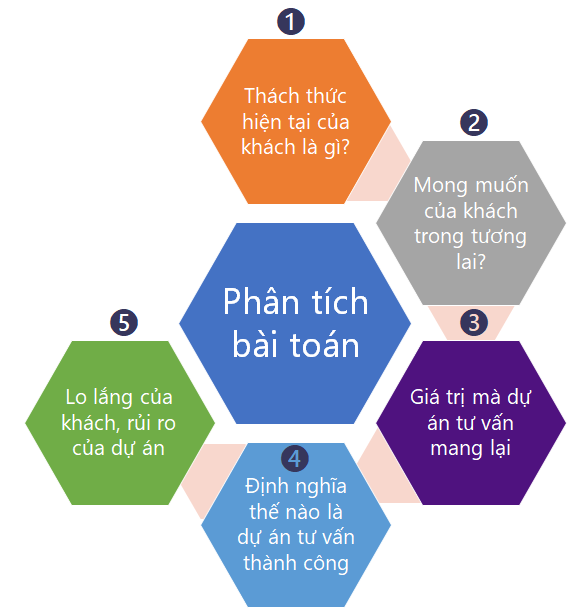 1
Thách thức
hiện tại của
khách là gì?
2
Mong muốn
của khách
trong tương
lai?
Phân tích
bài toán
3
Giá trị mà dự
án tư vấn
mang lại
4
Định nghĩa
thế nào là
dự án tư vấn
thành công
5
Lo lắng của
khách, rủi ro
của dự án